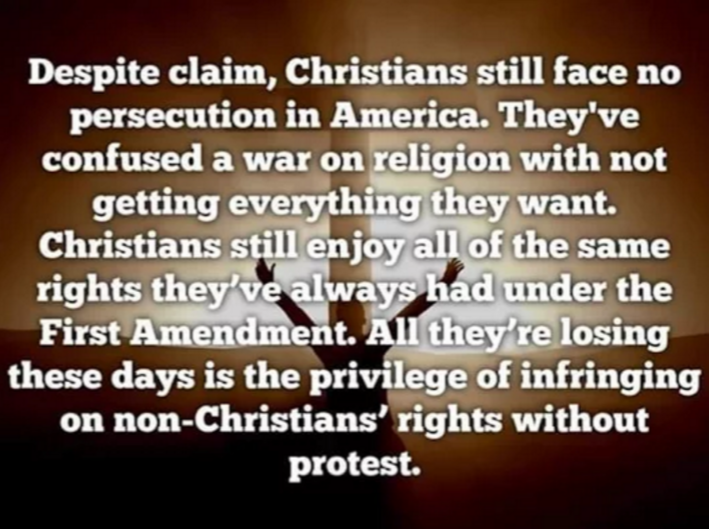 Despite claim, Christians still face no
persecution in America. They've
confused a war on religion with not
getting everything they want.
Christians still enjoy all of the same
rights they’ve always had under the
First Amendment. All they’re losing
these days is the privilege of infringing
on non-Christians’ rights without
protest.